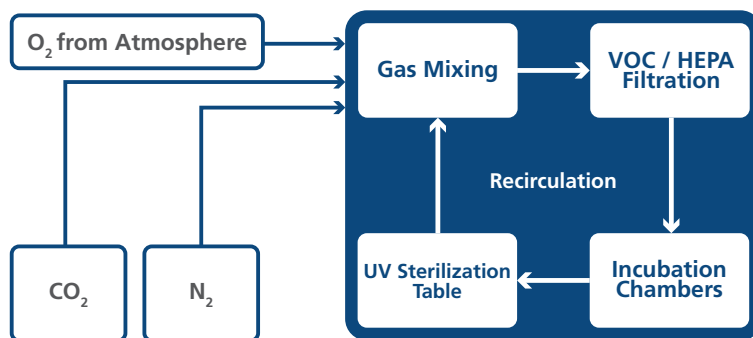 O₂ from Atmosphere
Gas Mixing
VOC / HEPA
Filtration
Recirculation
CO₂
N₂
UV Sterilization
Table
Incubation
Chambers